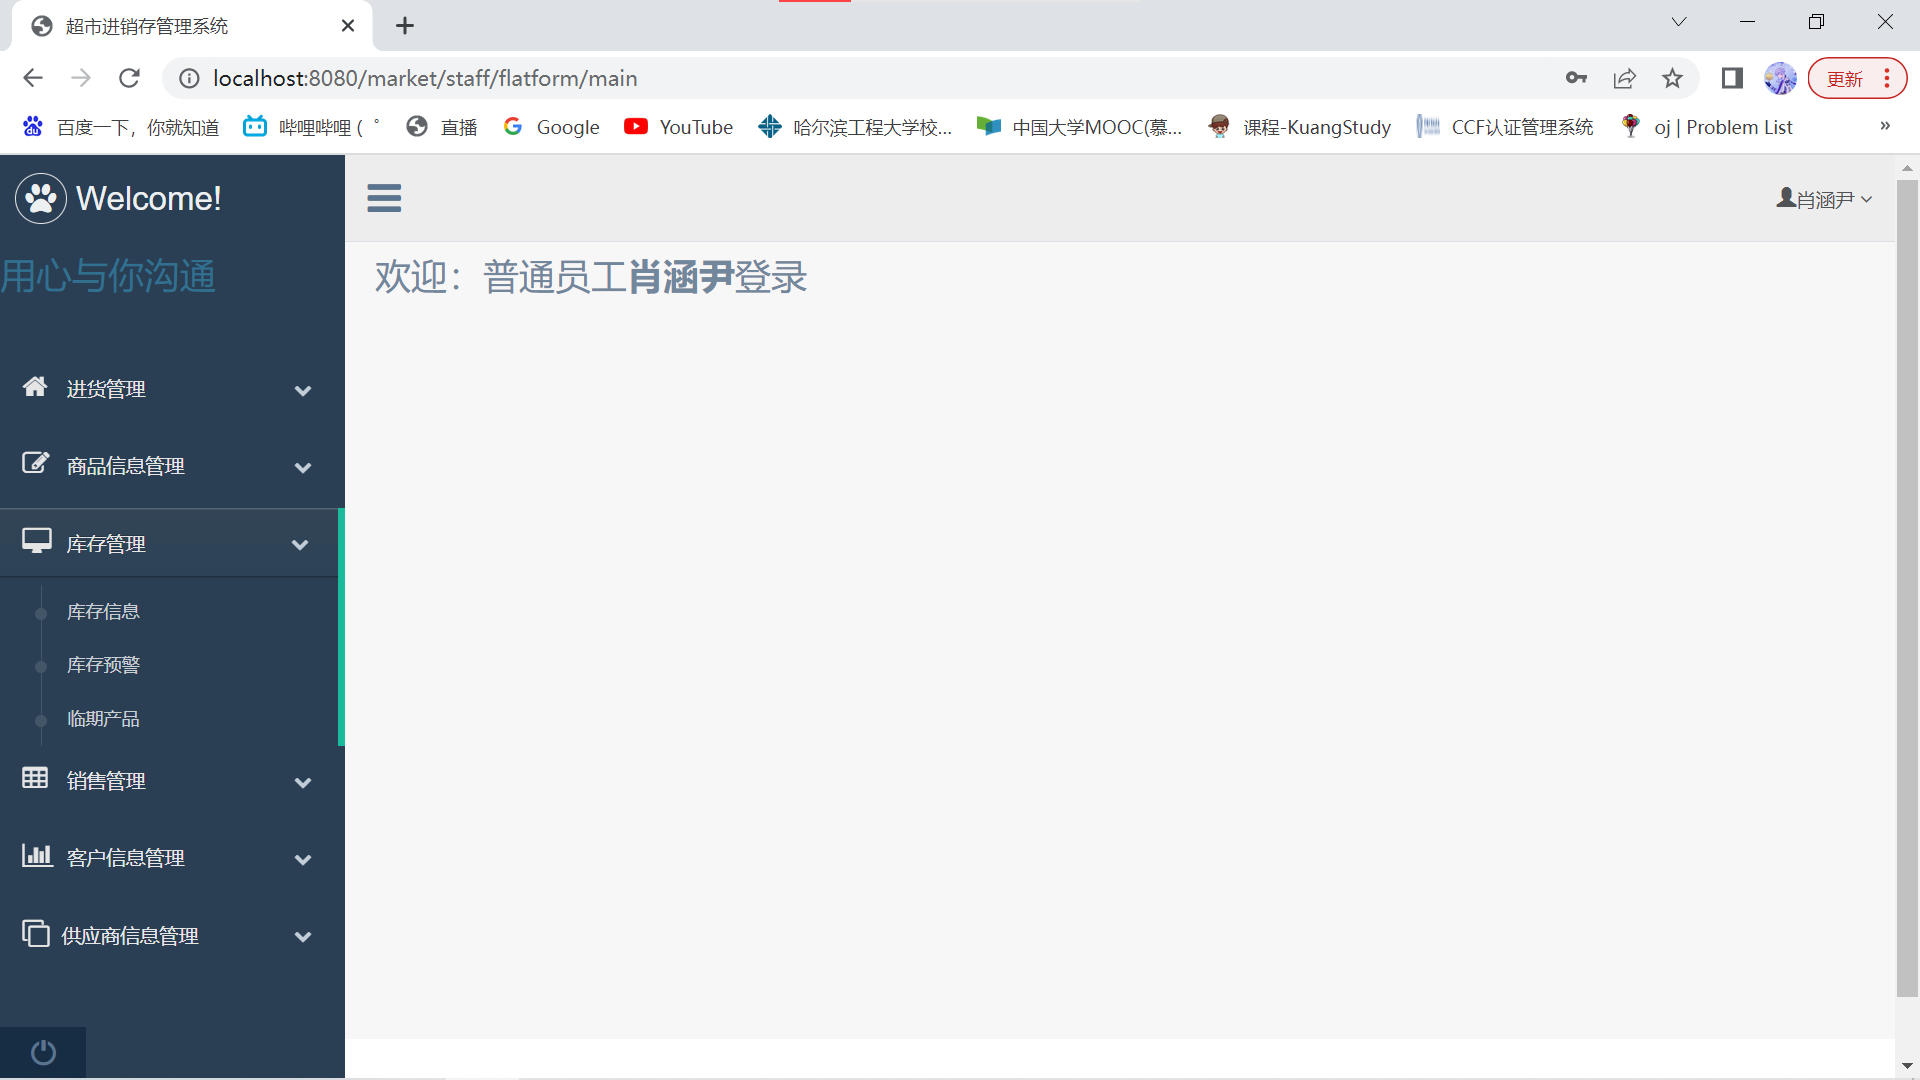 超市进销存管理系统
localhost:8080/market/staff/flatform/main
更新
百度一下，你就知道
哔哩哔哩 ( ゜
直播
Google
YouTube
哈尔滨工程大学校...
中国大学MOOC(慕...
课程-KuangStudy
CCF认证管理系统
oj | Problem List
»
Welcome!
肖涵尹
用心与你沟通
欢迎：普通员工肖涵尹登录
进货管理
商品信息管理
库存管理
库存信息
库存预警
临期产品
销售管理
客户信息管理
供应商信息管理